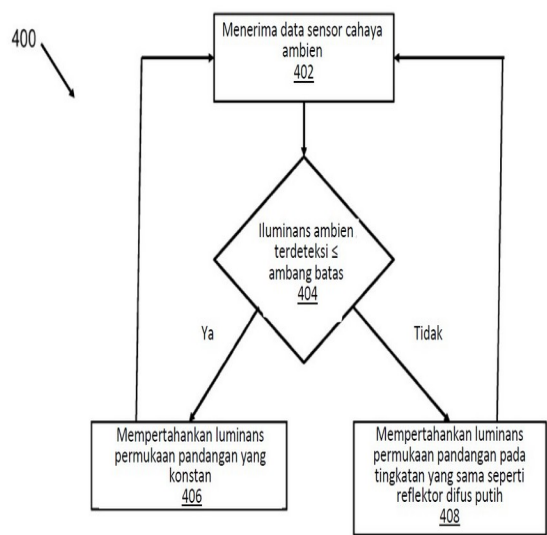 400
Menerima data sensor cahaya
ambien
402
Iluminans ambien
terdeteksi ≤
ambang batas
404
Ya
Tidak
Mempertahankan luminans
permukaan pandangan yang
konstan
406
Mempertahankan luminans
permukaan pandangan pada
tingkatan yang sama seperti
reflektor difus putih
408